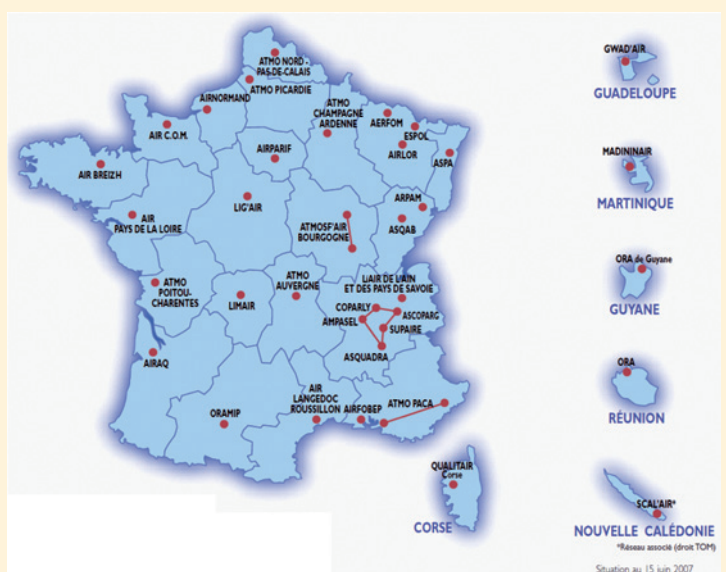 ATMO NORD -
PAS-DE-CALAIS
ATMO PICARDIE
AIRNORMAND
ATMO
CHAMPAGNE
ARDENNE
AERFOM
ESPOL
AIR C.O.M.
AIRPARIF
AIRLOR
ASPA
AIR BREIZH
LIG'AIR
ARPAM
AIR
PAYS DE LA LOIRE
ATMOSF'AIR
BOURGOGNE
ASQAB
ATMO
POITOU-
CHARENTES
LIMAIR
ATMO
AUVERGNE
L'AIR DE L'AIN
ET DES PAYS DE SAVOIE
COPARLY
ASCOPARG
AMPASEL
SUPAIRE
ASQUADRA
AIRAQ
AIR
LANGEDOC
ROUSSILLON
ORAMIP
AIRFOBEP
ATMO PACA
QUALITAIR
Corse
CORSE
GWAD'AIR
GUADELOUPE
MADININAIR
MARTINIQUE
ORA de Guyane
GUYANE
ORA
RÉUNION
SCAL'AIR*
NOUVELLE CALÉDONIE
*Réseau associé (droit TOM)
Situation au 15 juin 2007